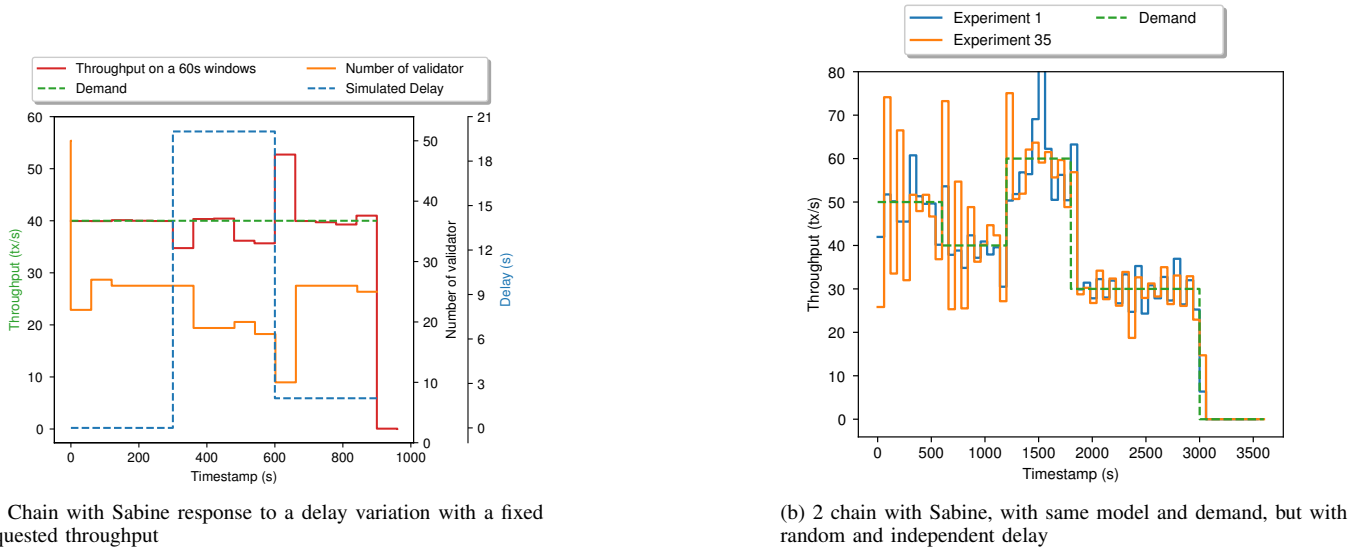 Throughput on a 60s windows
Demand
Number of validator
Simulated Delay
60
50
40
30
20
10
0
Throughput (tx/s)
0
200
400
600
800
1000
Timestamp (s)
50
40
30
20
10
0
Number of validator
21
18
15
12
9
6
3
0
Delay (s)
Chain with Sabine response to a delay variation with a fixed
quested throughput
Experiment 1
Experiment 35
Demand
80
70
60
50
40
30
20
10
0
Throughput (tx/s)
0
500
1000
1500
2000
2500
3000
3500
Timestamp (s)
(b) 2 chain with Sabine, with same model and demand, but with
random and independent delay